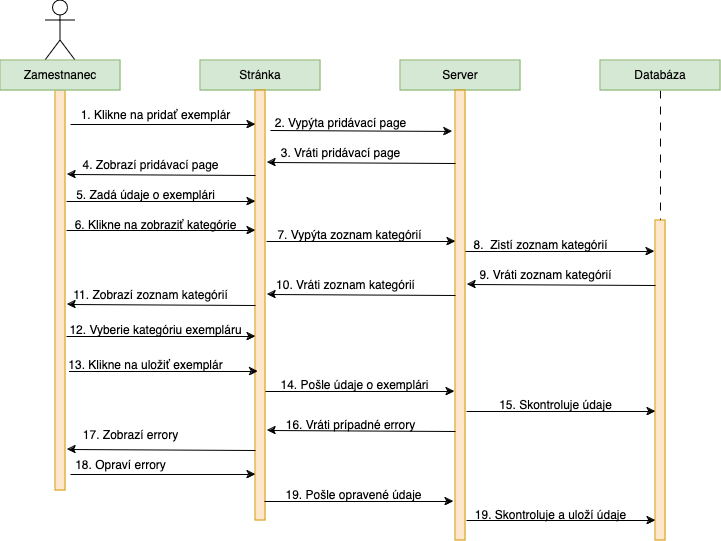 Zamestnanec
Stránka
Server
Databáza
1. Klikne na pridať exemplár
2. Vypýta pridávací page
3. Vráti pridávací page
4. Zobrazí pridávací page
5. Zadá údaje o exemplári
6. Klikne na zobraziť kategórie
7. Vypýta zoznam kategórií
8. Zistí zoznam kategórií
9. Vráti zoznam kategórií
10. Vráti zoznam kategórií
11. Zobrazí zoznam kategórií
12. Vyberie kategóriu exempláru
13. Klikne na uložiť exemplár
14. Pošle údaje o exemplári
15. Skontroluje údaje
16. Vráti prípadné errory
17. Zobrazí errory
18. Opraví errory
19. Pošle opravené údaje
19. Skontroluje a uloží údaje